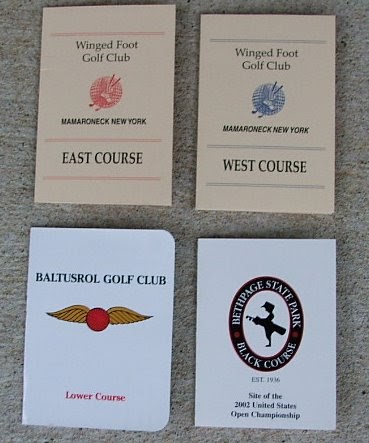 Winged Foot
Golf Club
MAMARONECK NEW YORK
EAST COURSE
Winged Foot
Golf Club
MAMARONECK NEW YORK
WEST COURSE
BALTUSROL GOLF CLUB
Lower Course
BETHPAGE STATE PARK
BLACK COURSE
EST. 1936
Site of the
2002 United States
Open Championship